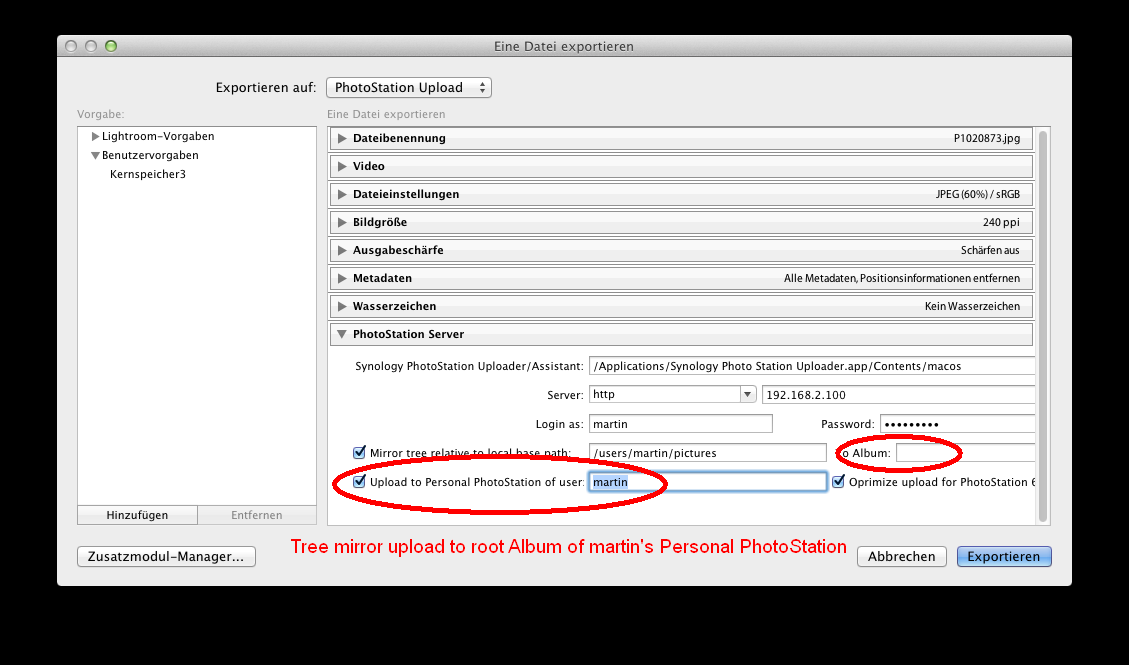 Eine Datei exportieren
Exportieren auf: PhotoStation Upload
Vorgabe:
Eine Datei exportieren
Lightroom-Vorgaben
Benutzervorgaben
Kernspeicher3
Dateibenennung P1020873.jpg
Video
Dateieinstellungen JPEG (60%) / sRGB
Bildgröße 240 ppi
Ausgabeschärfe Schärfen aus
Metadaten Alle Metadaten, Positionsinformationen entfernen
Wasserzeichen Kein Wasserzeichen
PhotoStation Server
Synology PhotoStation Uploader/Assistant: /Applications/Synology Photo Station Uploader.app/Contents/macos
Server: http 192.168.2.100
Login as: martin Password: •••••••••
Mirror tree relative to local base path: /users/martin/pictures o Album:
Upload to Personal PhotoStation of user: martin Oprimize upload for PhotoStation 6
Hinzufügen Entfernen
Tree mirror upload to root Album of martin's Personal PhotoStation
Zusatzmodul-Manager... Abbrechen Exportieren